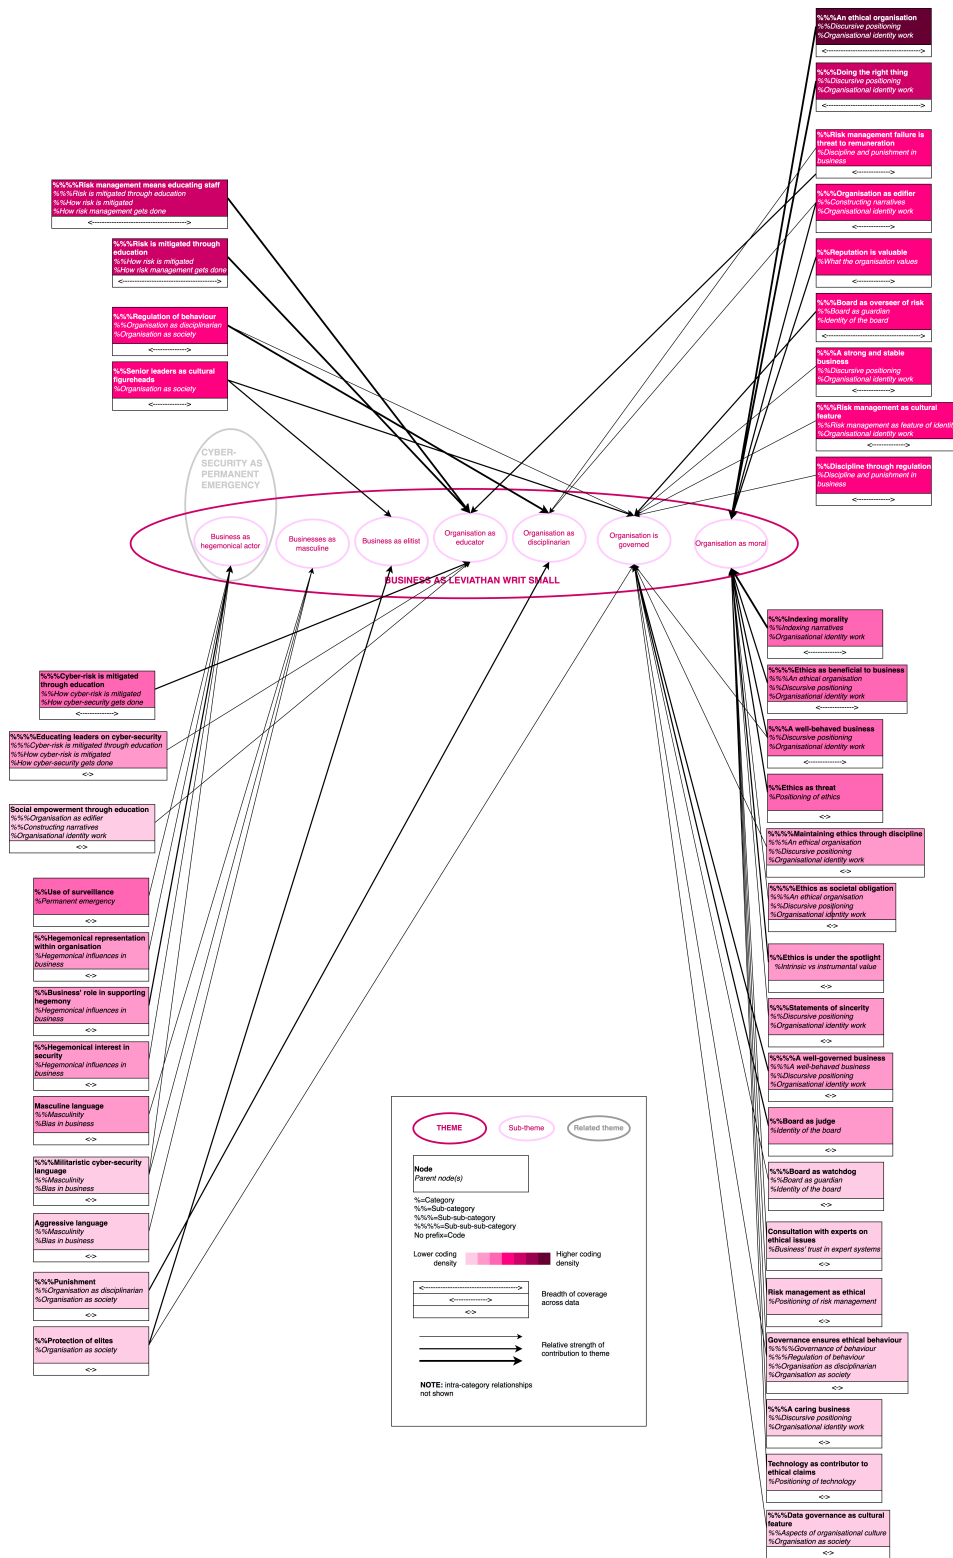 %%%An ethical organisation
%%Discursive positioning
%Organisational identity work
%%%Doing the right thing
%%Discursive positioning
%Organisational identity work
%%Risk management failure is
threat to remuneration
%Discipline and punishment in
business
%%%Organisation as edifier
%%Constructing narratives
%Organisational identity work
%%Reputation is valuable
%What the organisation values
%%%Board as overseer of risk
%%Board as guardian
%Identity of the board
%%%A strong and stable
business
%%Discursive positioning
%Organisational identity work
%%%Risk management as cultural
feature
%%Risk management as feature of identi
%Organisational identity work
%%Discipline through regulation
%Discipline and punishment in
business
%%%%Risk management means educating staff
%%%Risk is mitigated through education
%%How risk is mitigated
%How risk management gets done
%%%Risk is mitigated through
education
%%How risk is mitigated
%How risk management gets done
%%%Regulation of behaviour
%%Organisation as disciplinarian
%Organisation as society
%%Senior leaders as cultural
figureheads
%Organisation as society
CYBER-
SECURITY AS
PERMANENT
EMERGENCY
Business as
hegemonical actor
Businesses as
masculine
Business as elitist
Organisation as
educator
Organisation as
disciplinarian
Organisation is
governed
Organisation as moral
BUSINESS AS LEVIATHAN WRIT SMALL
%%%Cyber-risk is mitigated
through education
%%How cyber-risk is mitigated
%How cyber-security gets done
%%%%Educating leaders on cyber-security
%%%Cyber-risk is mitigated through education
%%How cyber-risk is mitigated
%How cyber-security gets done
Social empowerment through education
%%%Organisation as edifier
%%Constructing narratives
%Organisational identity work
%%Use of surveillance
%Permanent emergency
%%Hegemonical representation
within organisation
%Hegemonical influences in
business
%%Business' role in supporting
hegemony
%Hegemonical influences in
business
%%Hegemonical interest in
security
%Hegemonical influences in
business
Masculine language
%%Masculinity
%Bias in business
%%%Militaristic cyber-security
language
%%Masculinity
%Bias in business
Aggressive language
%%Masculinity
%Bias in business
%%%Punishment
%%Organisation as disciplinarian
%Organisation as society
%%Protection of elites
%Organisation as society
%%%Indexing morality
%%Indexing narratives
%Organisational identity work
%%%%Ethics as beneficial to business
%%%An ethical organisation
%%Discursive positioning
%Organisational identity work
%%%A well-behaved business
%%Discursive positioning
%Organisational identity work
%%Ethics as threat
%Positioning of ethics
%%%%Maintaining ethics through discipline
%%%An ethical organisation
%%Discursive positioning
%Organisational identity work
%%%%Ethics as societal obligation
%%%An ethical organisation
%%Discursive positioning
%Organisational identity work
%%Ethics is under the spotlight
%Intrinsic vs instrumental value
%%%Statements of sincerity
%%Discursive positioning
%Organisational identity work
%%%%A well-governed business
%%%A well-behaved business
%%Discursive positioning
%Organisational identity work
%%Board as judge
%Identity of the board
%%%Board as watchdog
%%Board as guardian
%Identity of the board
Consultation with experts on
ethical issues
%Business' trust in expert systems
Risk management as ethical
%Positioning of risk management
Governance ensures ethical behaviour
%%%%Governance of behaviour
%%%Regulation of behaviour
%%Organisation as disciplinarian
%Organisation as society
%%%A caring business
%%Discursive positioning
%Organisational identity work
Technology as contributor to
ethical claims
%Positioning of technology
%%%Data governance as cultural
feature
%%Aspects of organisational culture
%Organisation as society
THEME
Sub-theme
Related theme
Node
Parent node(s)
%=Category
%%=Sub-category
%%%=Sub-sub-category
%%%%=Sub-sub-sub-category
No prefix=Code
Lower coding
density
Higher coding
density
Breadth of coverage
across data
Relative strength of
contribution to theme
NOTE: intra-category relationships
not shown